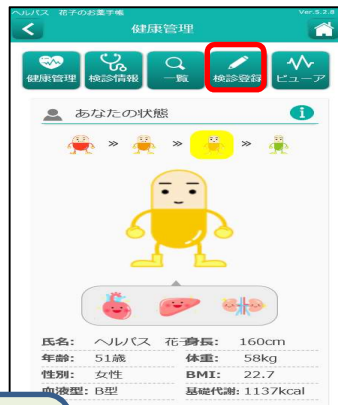 ヘルパス 花子のお薬手帳 Ver.5.2.8
健康管理
健康管理 検診情報 一覧 検診登録 ビューア
あなたの状態
» » »
氏名: ヘルパス 花子 身長: 160cm
年齢: 51歳 体重: 58kg
性別: 女性 BMI: 22.7
血液型: B型 基礎代謝: 1137kcal